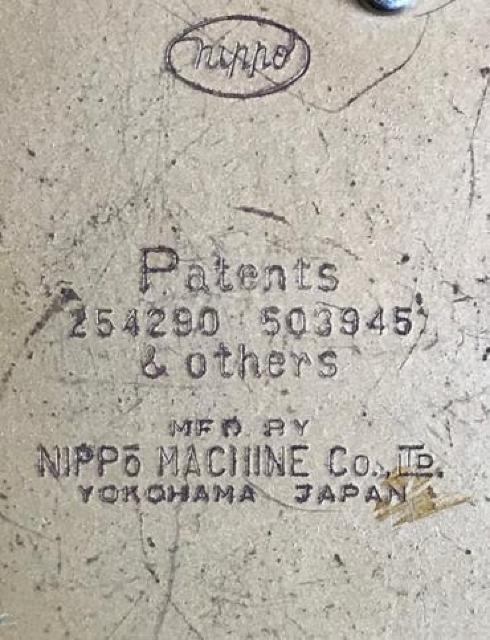 nippo
Patents
254290 503945
& others
MFD BY
NIPPŌ MACHINE Co., LTD.
YOKOHAMA JAPAN